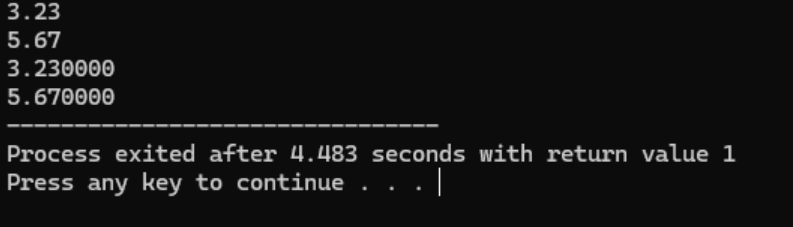 3.23
5.67
3.230000
5.670000
--------------------------------
Process exited after 4.483 seconds with return value 1
Press any key to continue . . .